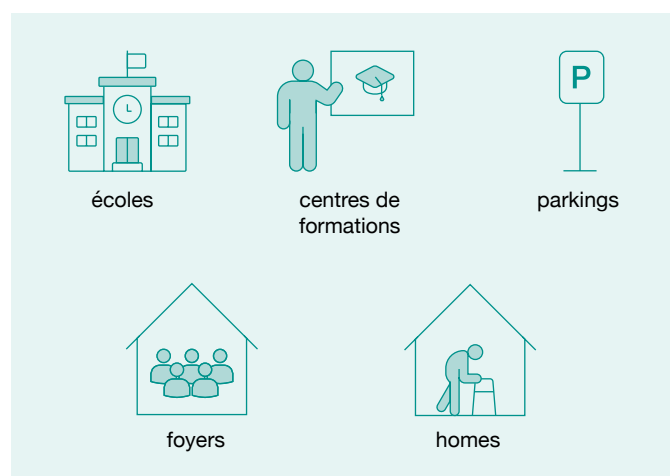 P
écoles
centres de
formations
parkings
foyers
homes